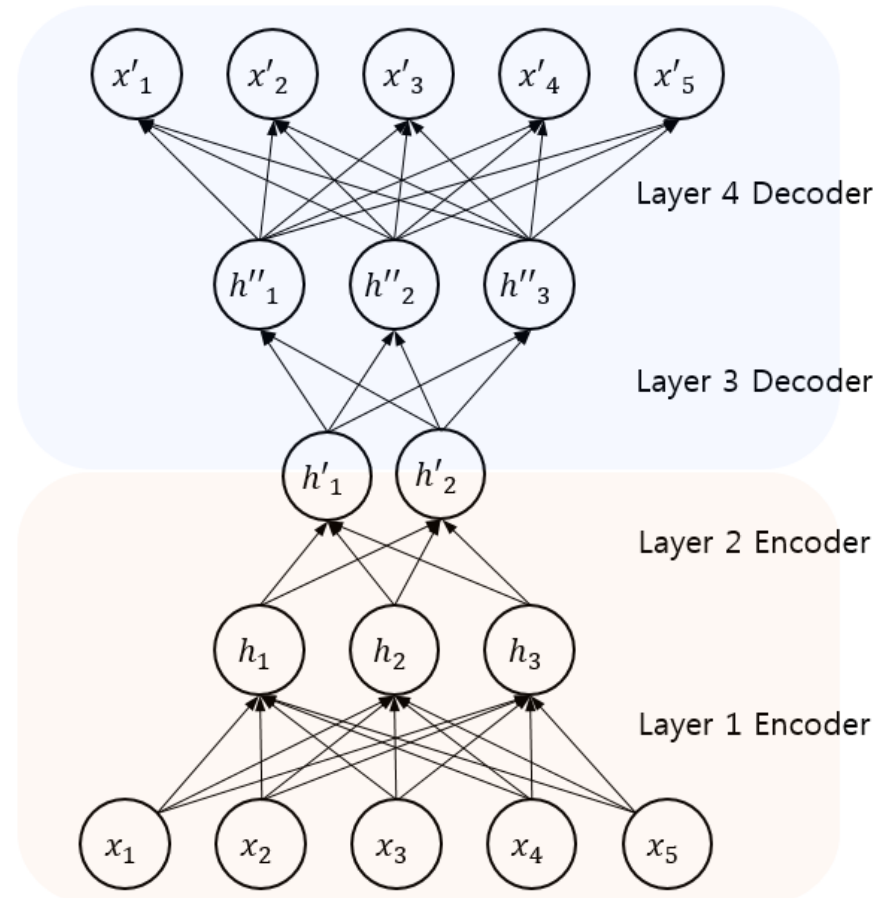 x'₁ x'₂ x'₃ x'₄ x'₅
Layer 4 Decoder
h''₁ h''₂ h''₃
Layer 3 Decoder
h'₁ h'₂
Layer 2 Encoder
h₁ h₂ h₃
Layer 1 Encoder
x₁ x₂ x₃ x₄ x₅